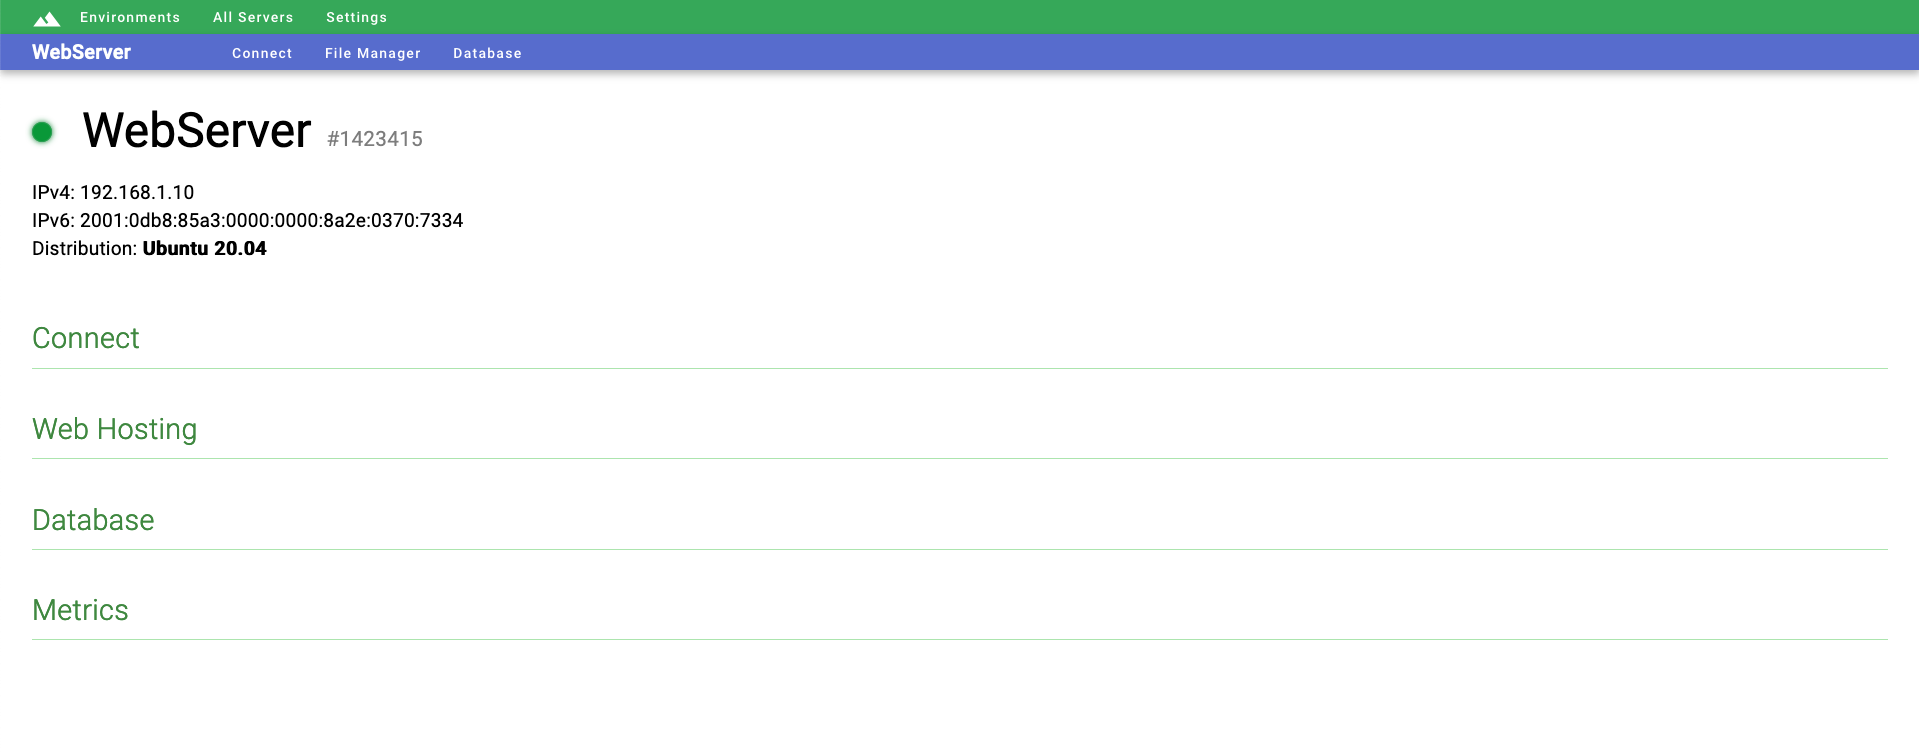 Environments All Servers Settings
WebServer Connect File Manager Database
WebServer #1423415
IPv4: 192.168.1.10
IPv6: 2001:0db8:85a3:0000:0000:8a2e:0370:7334
Distribution: Ubuntu 20.04
Connect
Web Hosting
Database
Metrics